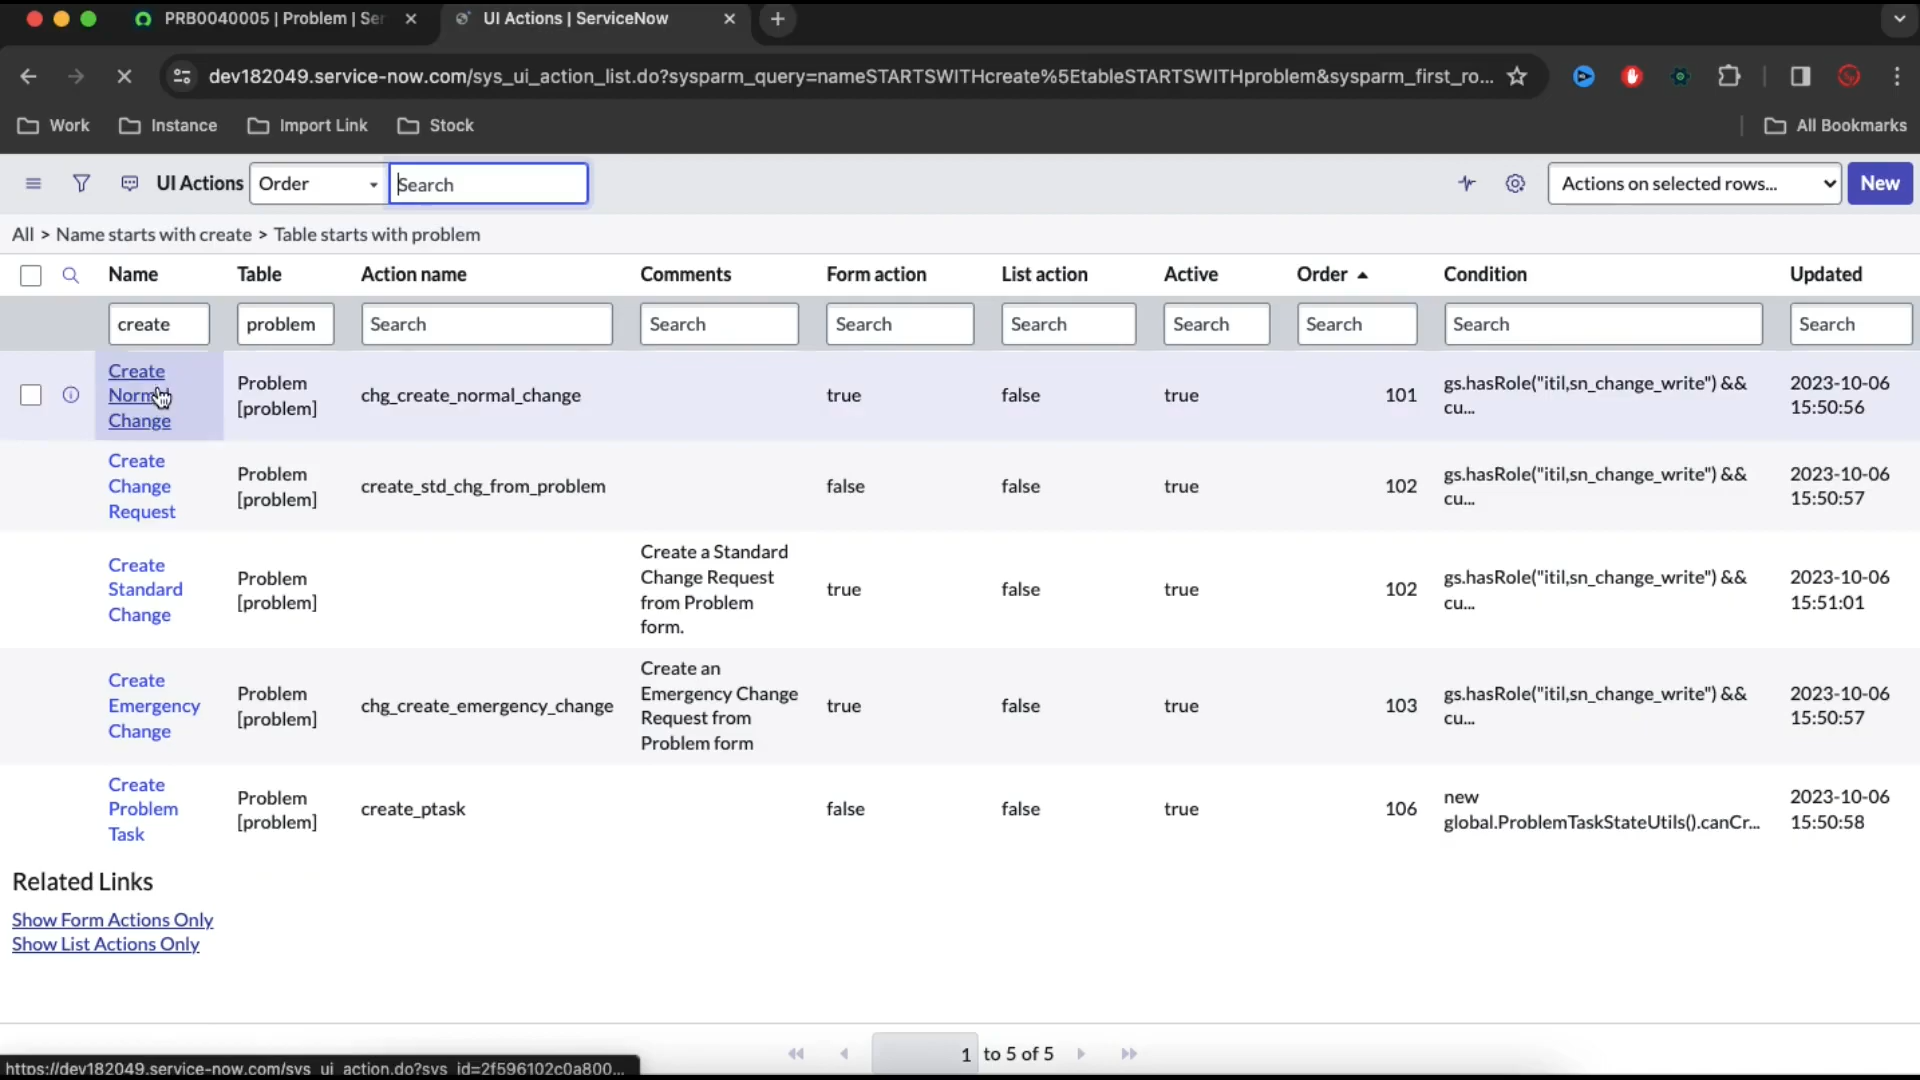 PRB0040005 | Problem | Ser
UI Actions | ServiceNow
dev182049.service-now.com/sys_ui_action_list.do?sysparm_query=nameSTARTSWITHcreate%5EtableSTARTSWITHproblem&sysparm_first_ro...
Work Instance Import Link Stock All Bookmarks
UI Actions Order Search Actions on selected rows... New
All > Name starts with create > Table starts with problem
Name Table Action name Comments Form action List action Active Order Condition Updated
create problem Search Search Search Search Search Search Search Search
Create
Normal
Change
Problem
[problem]
chg_create_normal_change
true
false
true
101
gs.hasRole("itil,sn_change_write") &&
cu...
2023-10-06
15:50:56
Create
Change
Request
Problem
[problem]
create_std_chg_from_problem
false
false
true
102
gs.hasRole("itil,sn_change_write") &&
cu...
2023-10-06
15:50:57
Create
Standard
Change
Problem
[problem]
Create a Standard
Change Request
from Problem
form.
true
false
true
102
gs.hasRole("itil,sn_change_write") &&
cu...
2023-10-06
15:51:01
Create
Emergency
Change
Problem
[problem]
chg_create_emergency_change
Create an
Emergency Change
Request from
Problem form
true
false
true
103
gs.hasRole("itil,sn_change_write") &&
cu...
2023-10-06
15:50:57
Create
Problem
Task
Problem
[problem]
create_ptask
false
false
true
106
new
global.ProblemTaskStateUtils().canCr...
2023-10-06
15:50:58
Related Links
Show Form Actions Only
Show List Actions Only
1 to 5 of 5
https://dev182049.service-now.com/sys_ui_action.do?sys_id=2f596102c0a800...